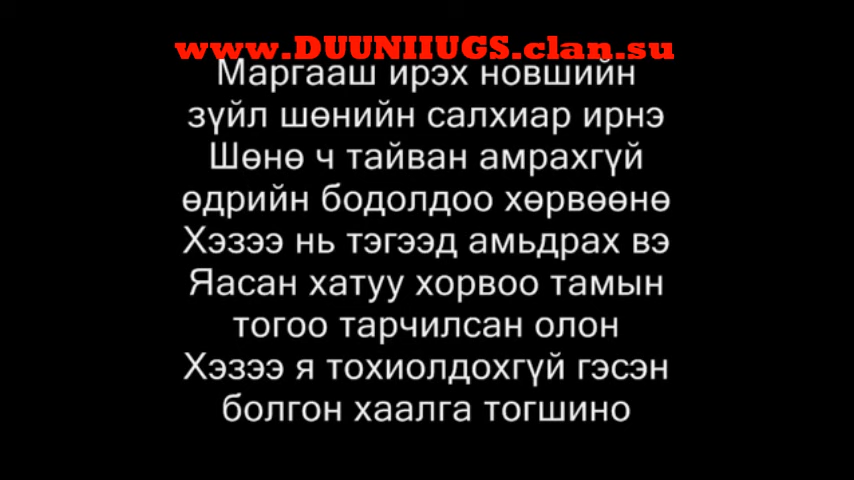 www.DUUNIIUGS.clan.su
Маргааш ирэх новшийн
зүйл шөнийн салхиар ирнэ
Шөнө ч тайван амрахгүй
өдрийн бодолдоо хөрвөөнө
Хэзээ нь тэгээд амьдрах вэ
Яасан хатуу хорвоо тамын
тогоо тарчилсан олон
Хэзээ я тохиолдохгүй гэсэн
болгон хаалга тогшино